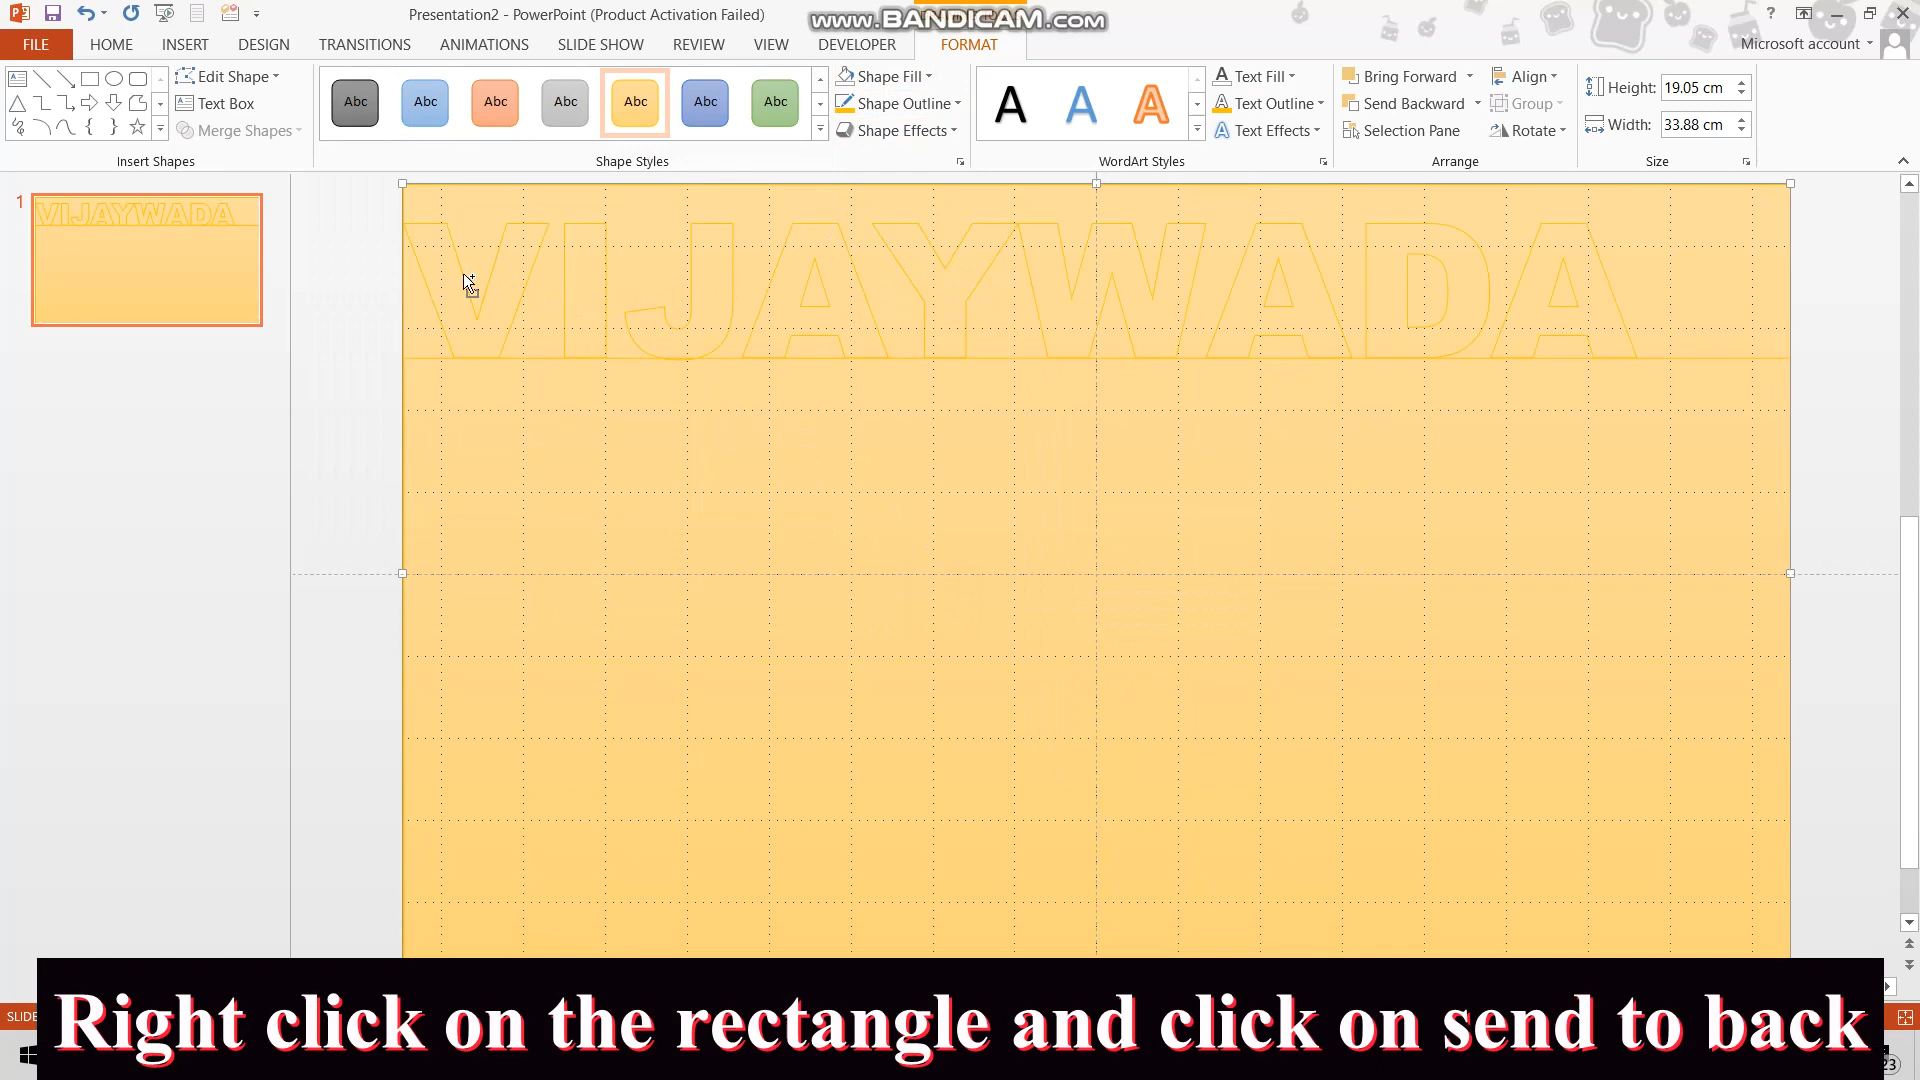 Presentation2 - PowerPoint (Product Activation Failed)
www.BANDICAM.com
FILE HOME INSERT DESIGN TRANSITIONS ANIMATIONS SLIDE SHOW REVIEW VIEW DEVELOPER FORMAT
Microsoft account
Edit Shape
Text Box
Merge Shapes
Insert Shapes
Abc Abc Abc Abc Abc Abc Abc
Shape Fill
Shape Outline
Shape Effects
Shape Styles
A A A
Text Fill
Text Outline
Text Effects
WordArt Styles
Bring Forward
Send Backward
Selection Pane
Align
Group
Rotate
Arrange
Height: 19.05 cm
Width: 33.88 cm
Size
1
VIJAYWADA
VIJAYWADA
SLIDE
Right click on the rectangle and click on send to back
23